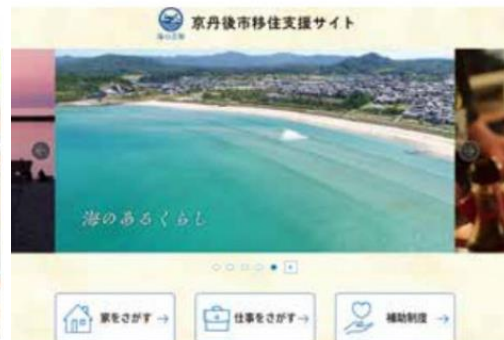 京丹後市移住支援サイト
海のあるくらし
家をさがす →
仕事をさがす →
補助制度 →